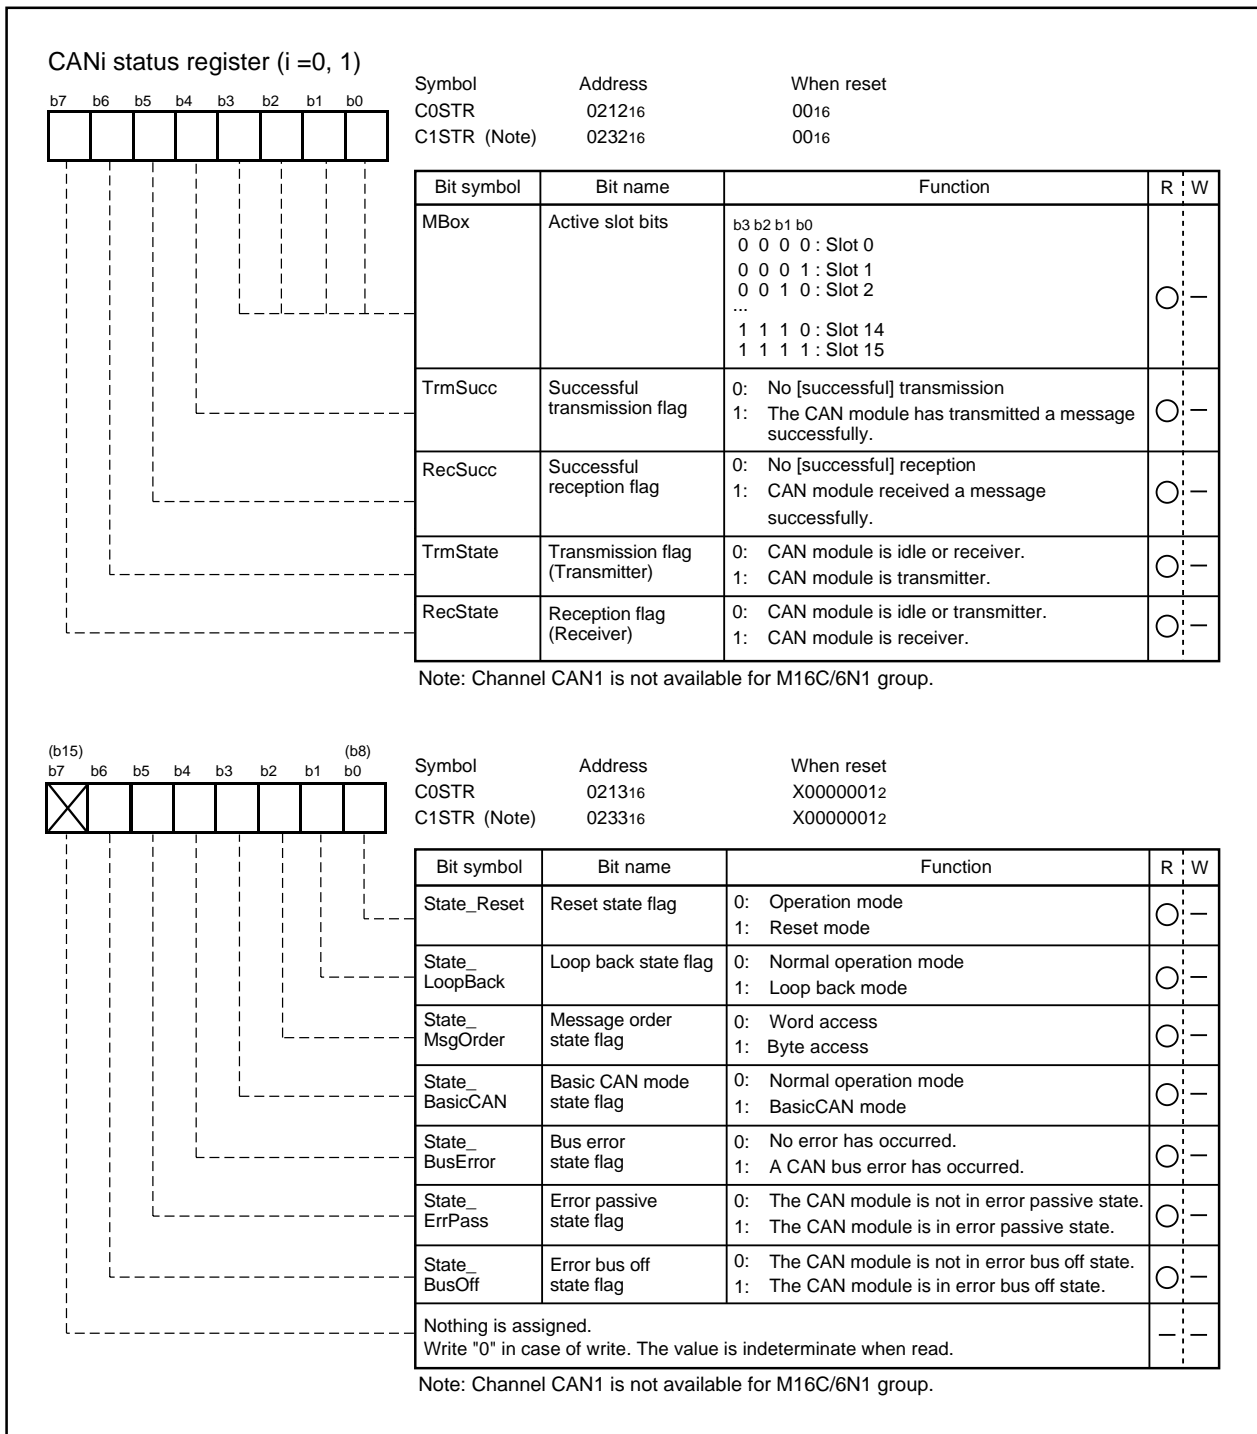 CANi status register (i =0, 1)
Symbol Address When reset
b7 b6 b5 b4 b3 b2 b1 b0
C0STR 021216 0016
C1STR (Note) 023216 0016
Bit symbol Bit name Function R W
MBox Active slot bits b3 b2 b1 b0
0 0 0 0 : Slot 0
0 0 0 1 : Slot 1
0 0 1 0 : Slot 2
...
1 1 1 0 : Slot 14
1 1 1 1 : Slot 15
TrmSucc Successful 0: No [successful] transmission
transmission flag 1: The CAN module has transmitted a message
successfully.
RecSucc Successful 0: No [successful] reception
reception flag 1: CAN module received a message
successfully.
TrmState Transmission flag 0: CAN module is idle or receiver.
(Transmitter) 1: CAN module is transmitter.
RecState Reception flag 0: CAN module is idle or transmitter.
(Receiver) 1: CAN module is receiver.
Note: Channel CAN1 is not available for M16C/6N1 group.
(b15) (b8)
b7 b6 b5 b4 b3 b2 b1 b0
Symbol Address When reset
C0STR 021316 X00000012
C1STR (Note) 023316 X00000012
Bit symbol Bit name Function R W
State_Reset Reset state flag 0: Operation mode
1: Reset mode
State_ Loop back state flag 0: Normal operation mode
LoopBack 1: Loop back mode
State_ Message order 0: Word access
MsgOrder state flag 1: Byte access
State_ Basic CAN mode 0: Normal operation mode
BasicCAN state flag 1: BasicCAN mode
State_ Bus error 0: No error has occurred.
BusError state flag 1: A CAN bus error has occurred.
State_ Error passive 0: The CAN module is not in error passive state.
ErrPass state flag 1: The CAN module is in error passive state.
State_ Error bus off 0: The CAN module is not in error bus off state.
BusOff state flag 1: The CAN module is in error bus off state.
Nothing is assigned.
Write "0" in case of write. The value is indeterminate when read.
Note: Channel CAN1 is not available for M16C/6N1 group.